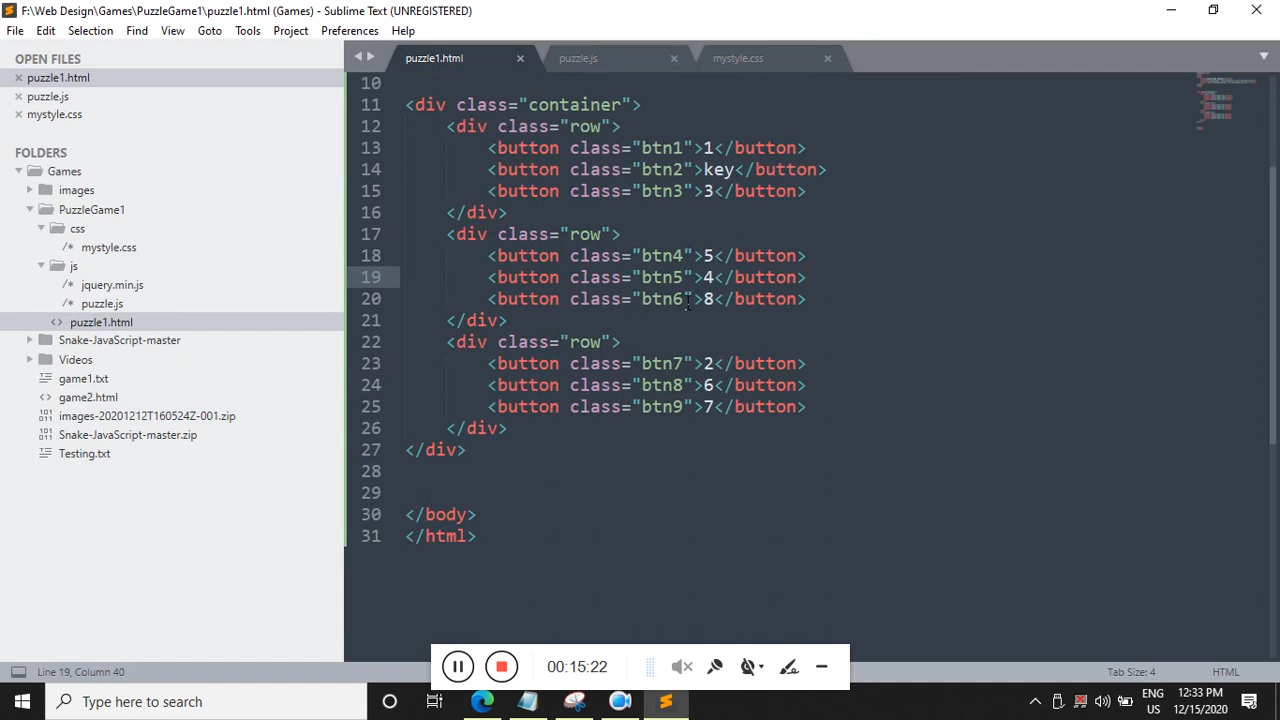 F:\Web Design\Games\PuzzleGame1\puzzle1.html (Games) - Sublime Text (UNREGISTERED)
File Edit Selection Find View Goto Tools Project Preferences Help
OPEN FILES
puzzle1.html
puzzle.js
mystyle.css
FOLDERS
Games
images
PuzzleGame1
css
/* mystyle.css
js
/* jquery.min.js
/* puzzle.js
<> puzzle1.html
Snake-JavaScript-master
Videos
game1.txt
game2.html
images-20201212T160524Z-001.zip
Snake-JavaScript-master.zip
Testing.txt
puzzle1.html puzzle.js mystyle.css
10
11 <div class="container">
12 <div class="row">
13 <button class="btn1">1</button>
14 <button class="btn2">key</button>
15 <button class="btn3">3</button>
16 </div>
17 <div class="row">
18 <button class="btn4">5</button>
19 <button class="btn5">4</button>
20 <button class="btn6">8</button>
21 </div>
22 <div class="row">
23 <button class="btn7">2</button>
24 <button class="btn8">6</button>
25 <button class="btn9">7</button>
26 </div>
27 </div>
28
29
30 </body>
31 </html>
00:15:22
Line 19, Column 40 Tab Size: 4 HTML
Type here to search
ENG 12:33 PM
US 12/15/2020